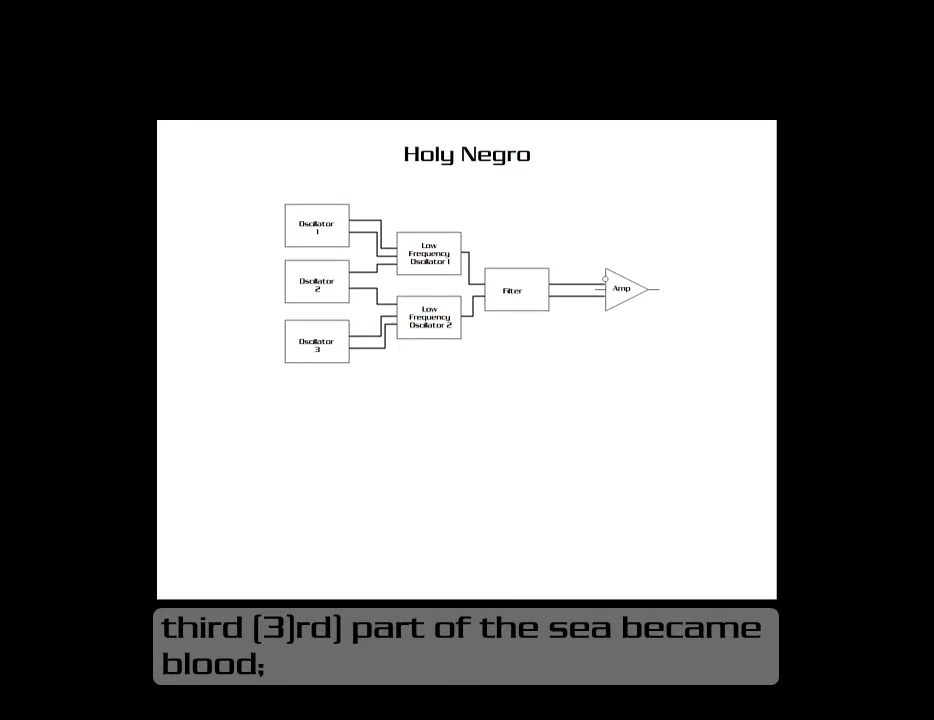 Holy Negro
Oscillator
1
Low
Frequency
Oscillator 1
Oscillator
2
Filter
Amp
Low
Frequency
Oscillator 2
Oscillator
3
third (3)rd) part of the sea became
blood;